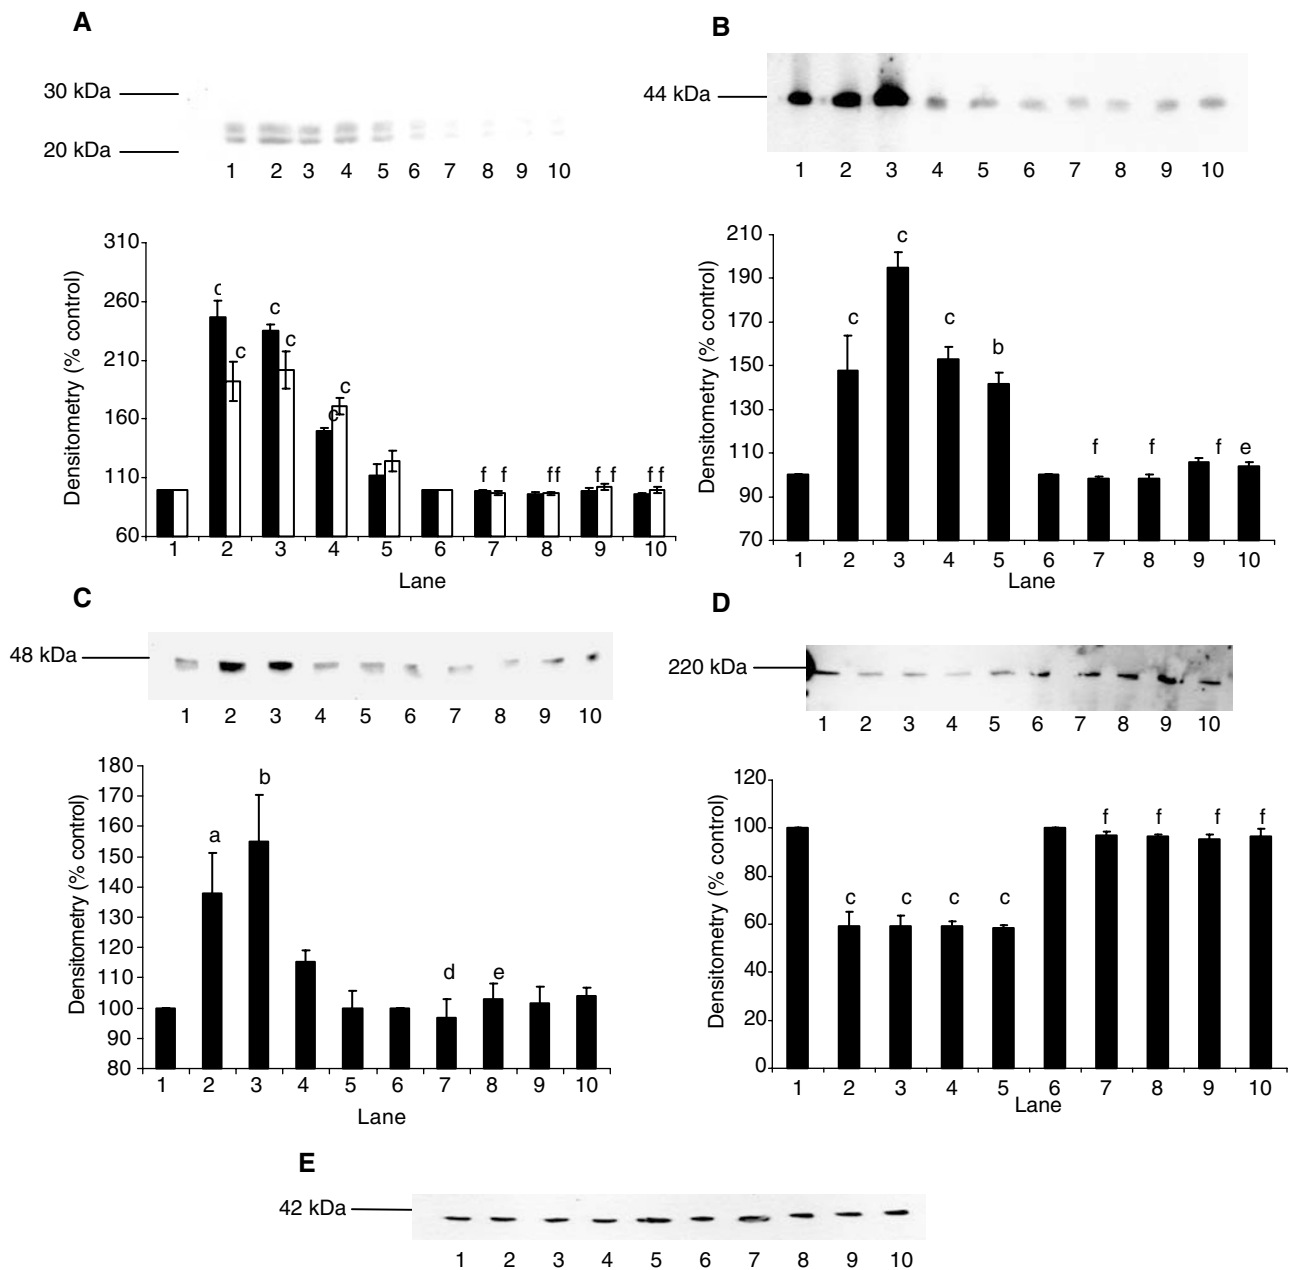 A
30 kDa
20 kDa
1 2 3 4 5 6 7 8 9 10
Densitometry (% control)
310
260
210
160
110
60
c
c
c
c
c
c
f f
f f
f f
f f
1 2 3 4 5 6 7 8 9 10
Lane
B
44 kDa
1 2 3 4 5 6 7 8 9 10
Densitometry (% control)
210
190
170
150
130
110
90
70
c
c
c
b
f
f
f
e
1 2 3 4 5 6 7 8 9 10
Lane
C
48 kDa
1 2 3 4 5 6 7 8 9 10
Densitometry (% control)
180
170
160
150
140
130
120
110
100
90
80
a
b
d
e
1 2 3 4 5 6 7 8 9 10
Lane
D
220 kDa
1 2 3 4 5 6 7 8 9 10
Densitometry (% control)
120
100
80
60
40
20
0
c c c c
f f f f
1 2 3 4 5 6 7 8 9 10
Lane
E
42 kDa
1 2 3 4 5 6 7 8 9 10